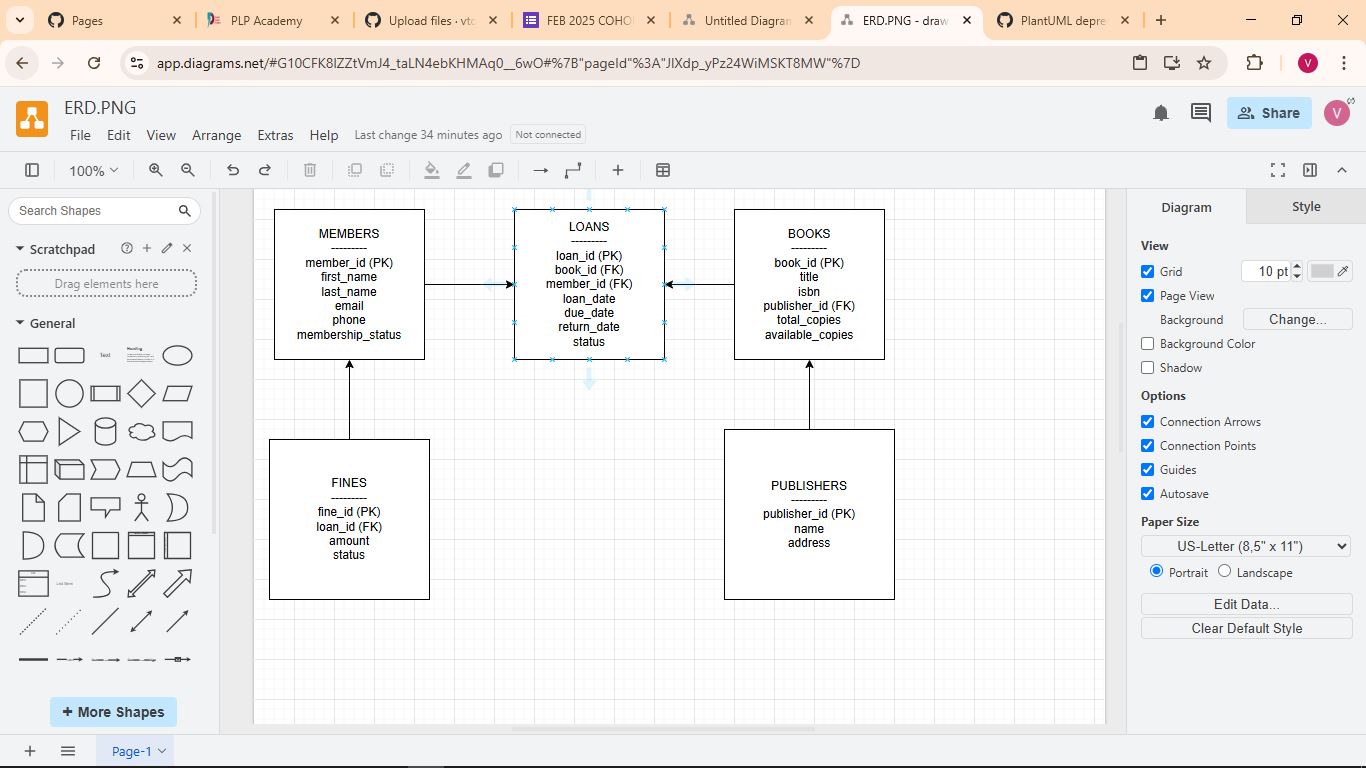 Pages
PLP Academy
Upload files · vto
FEB 2025 COHO
Untitled Diagran
ERD.PNG - draw
PlantUML depre
app.diagrams.net/#G10CFK8IZZtVmJ4_taLN4ebKHMAq0__6wO#%7B"pageId"%3A"JIXdp_yPz24WiMSKT8MW"%7D
V
ERD.PNG
File Edit View Arrange Extras Help Last change 34 minutes ago Not connected
Share
V
100%
Search Shapes
Scratchpad
Drag elements here
General
Text
Heading
List Item
+ More Shapes
MEMBERS
---------
member_id (PK)
first_name
last_name
email
phone
membership_status
LOANS
---------
loan_id (PK)
book_id (FK)
member_id (FK)
loan_date
due_date
return_date
status
BOOKS
---------
book_id (PK)
title
isbn
publisher_id (FK)
total_copies
available_copies
FINES
---------
fine_id (PK)
loan_id (FK)
amount
status
PUBLISHERS
---------
publisher_id (PK)
name
address
Diagram
Style
View
Grid
10 pt
Page View
Background
Change...
Background Color
Shadow
Options
Connection Arrows
Connection Points
Guides
Autosave
Paper Size
US-Letter (8,5" x 11")
Portrait Landscape
Edit Data...
Clear Default Style
Page-1